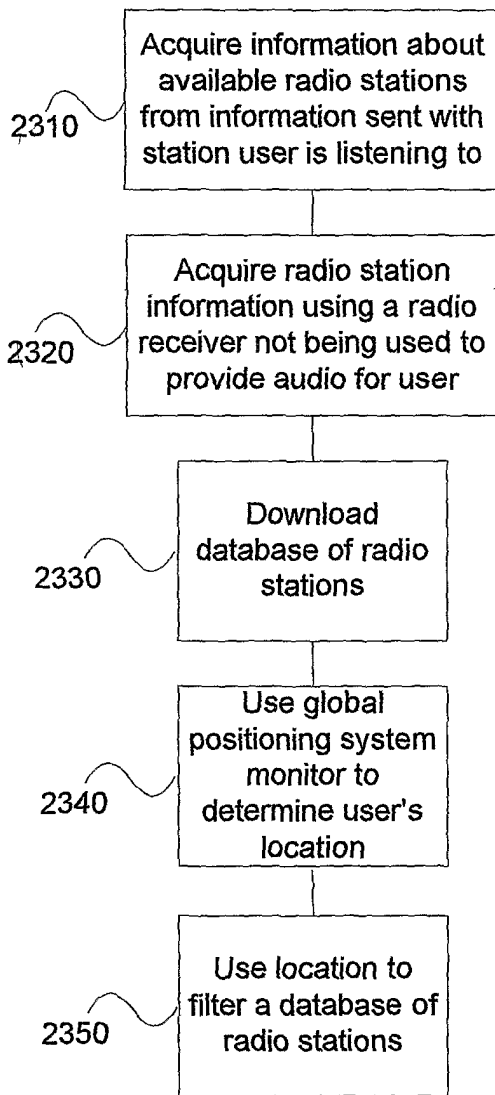 Acquire information about
available radio stations
from information sent with
station user is listening to
2310
Acquire radio station
information using a radio
receiver not being used to
provide audio for user
2320
Download
database of radio
stations
2330
Use global
positioning system
monitor to
determine user's
location
2340
Use location to
filter a database of
radio stations
2350